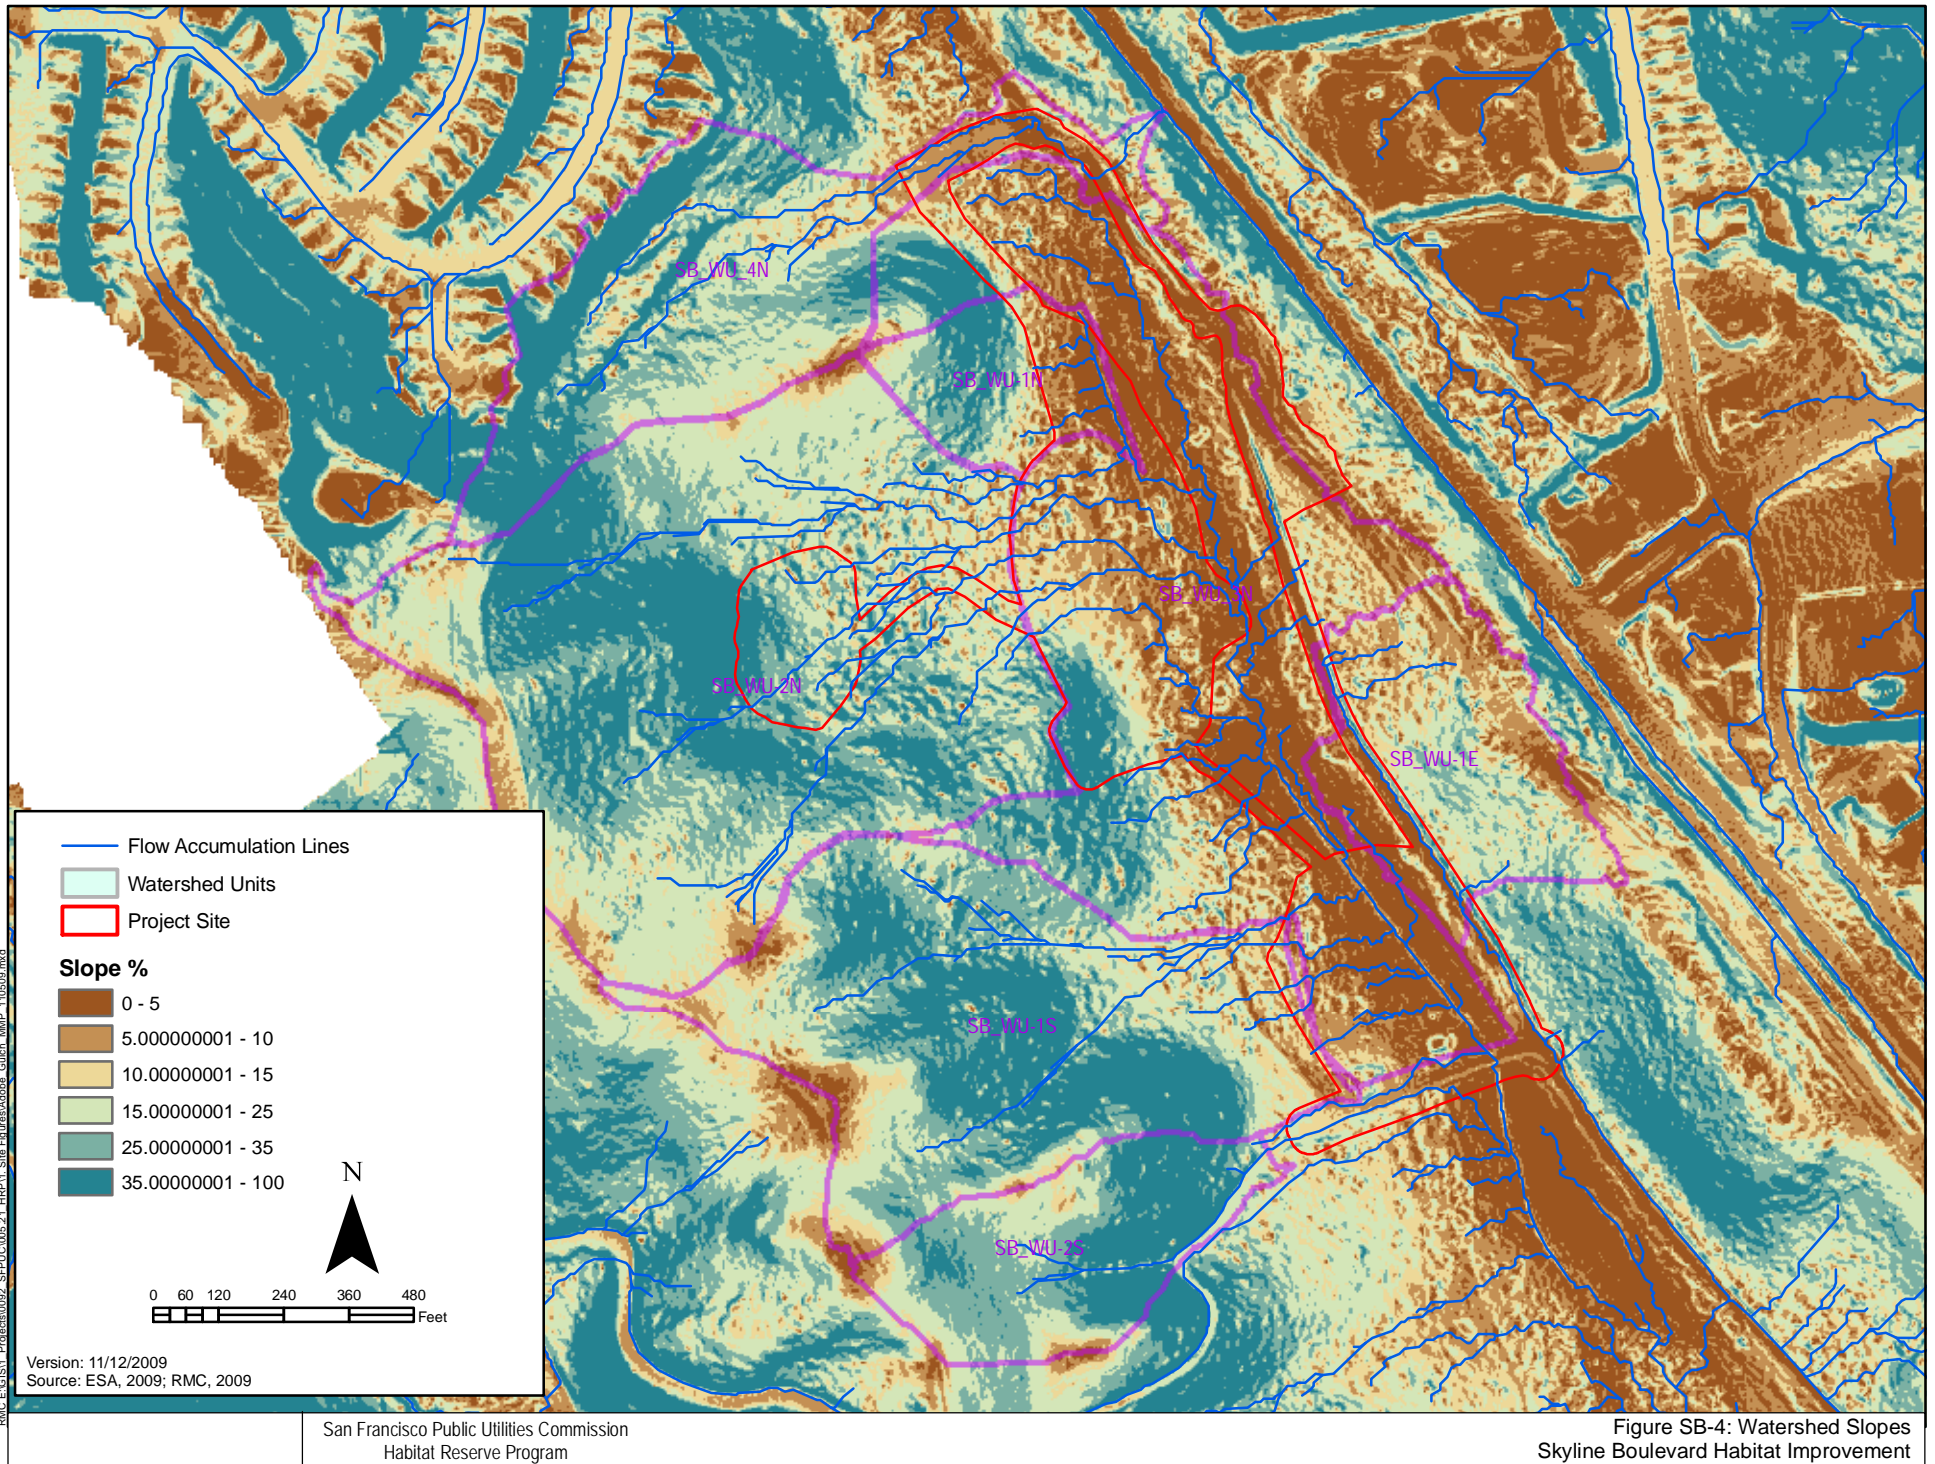 SB_WU_4N
SB_WU-1N
SB_WU-2N
SB_WU-1E
SB_WU-1S
SB_WU-2S
Flow Accumulation Lines
Watershed Units
Project Site
Slope %
0 - 5
5.000000001 - 10
10.00000001 - 15
15.00000001 - 25
25.00000001 - 35
35.00000001 - 100
N
0 60 120 240 360 480
Feet
Version: 11/12/2009
Source: ESA, 2009; RMC, 2009
San Francisco Public Utilities Commission
Habitat Reserve Program
Figure SB-4: Watershed Slopes
Skyline Boulevard Habitat Improvement